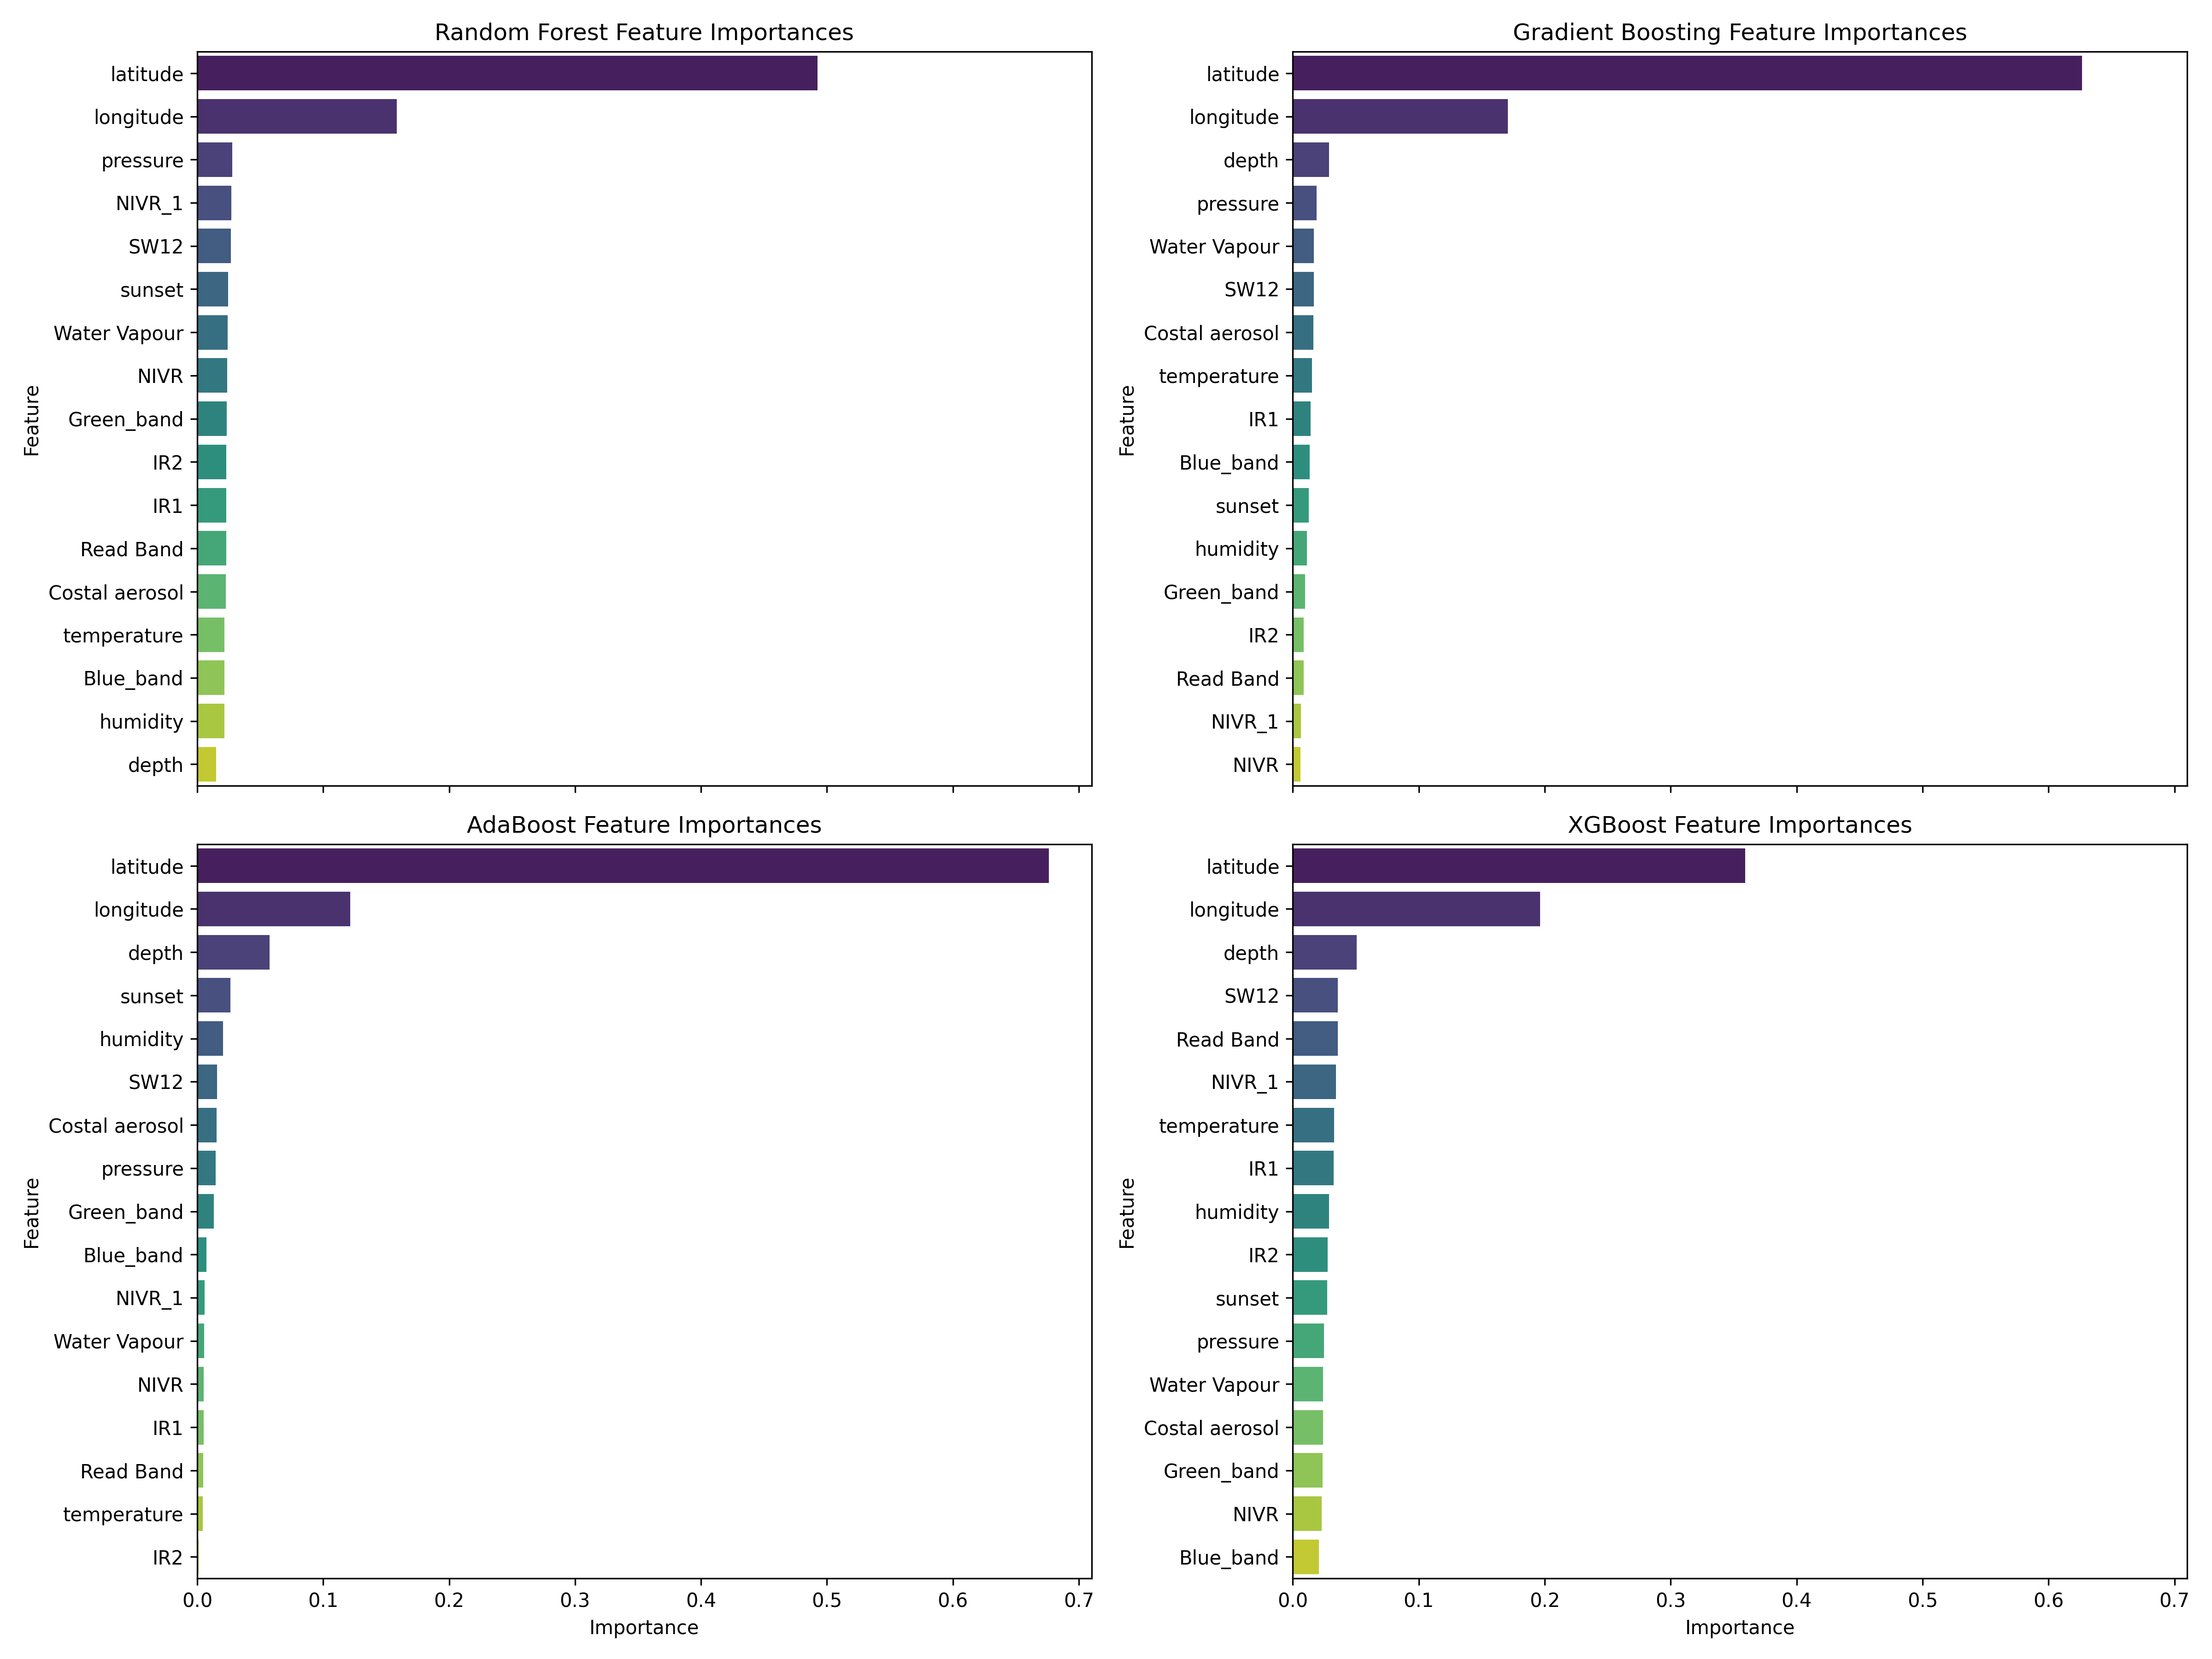 Random Forest Feature Importances
latitude
longitude
pressure
NIVR_1
SW12
sunset
Water Vapour
NIVR
Green_band
IR2
IR1
Read Band
Costal aerosol
temperature
Blue_band
humidity
depth
Feature
Gradient Boosting Feature Importances
latitude
longitude
depth
pressure
Water Vapour
SW12
Costal aerosol
temperature
IR1
Blue_band
sunset
humidity
Green_band
IR2
Read Band
NIVR_1
NIVR
Feature
AdaBoost Feature Importances
latitude
longitude
depth
sunset
humidity
SW12
Costal aerosol
pressure
Green_band
Blue_band
NIVR_1
Water Vapour
NIVR
IR1
Read Band
temperature
IR2
Feature
0.0 0.1 0.2 0.3 0.4 0.5 0.6 0.7
Importance
XGBoost Feature Importances
latitude
longitude
depth
SW12
Read Band
NIVR_1
temperature
IR1
humidity
IR2
sunset
pressure
Water Vapour
Costal aerosol
Green_band
NIVR
Blue_band
Feature
0.0 0.1 0.2 0.3 0.4 0.5 0.6 0.7
Importance